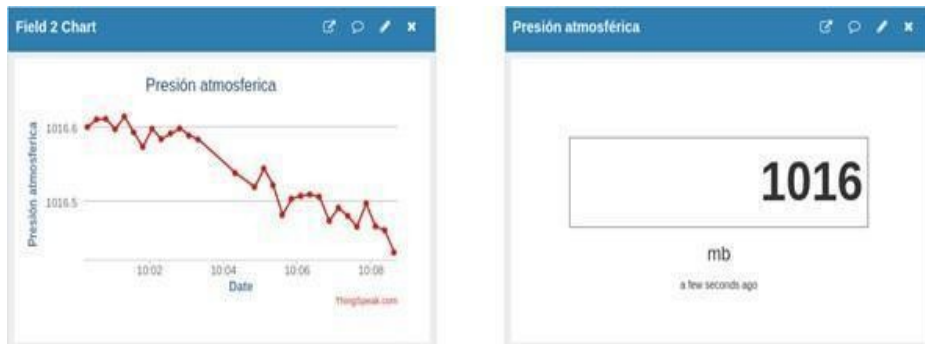 Field 2 Chart
Presión atmosferica
Presión atmosferica
1016.6
1016.5
10:02 10:04 10:06 10:08
Date
ThingSpeak.com
Presión atmosférica
1016
mb
a few seconds ago